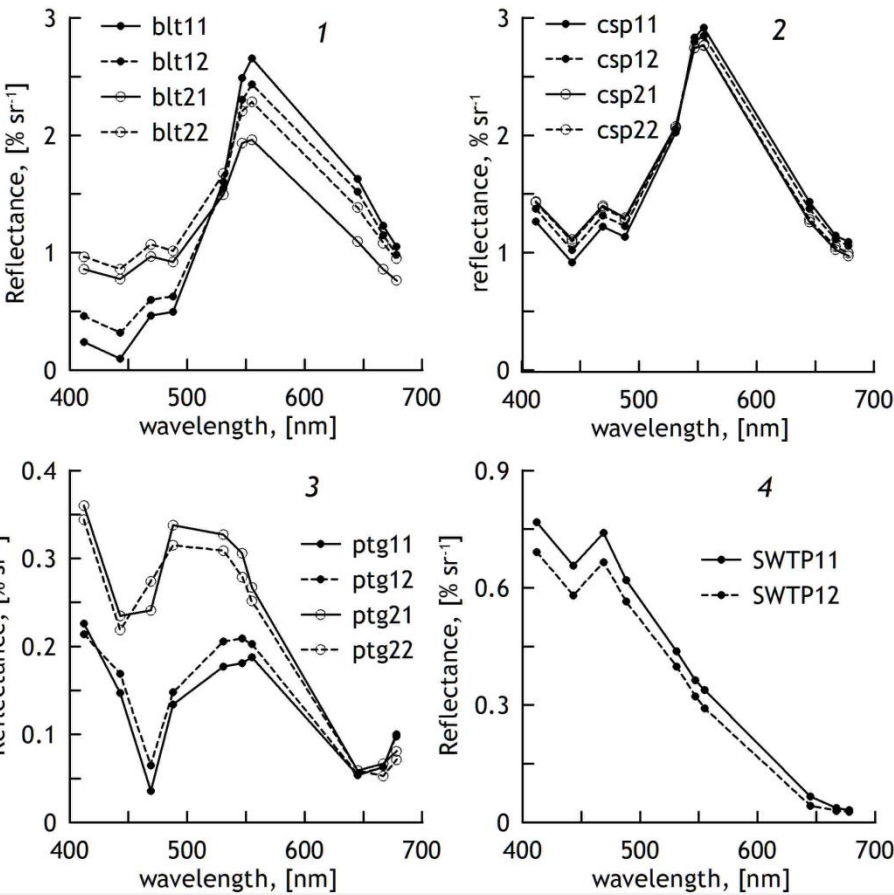 3
2
1
0
400
500
600
700
Reflectance, [% sr⁻¹]
wavelength, [nm]
blt11
blt12
blt21
blt22
1
3
2
1
0
400
500
600
700
reflectance, % sr⁻¹
wavelength, [nm]
csp11
csp12
csp21
csp22
2
0.4
0.3
0.2
0.1
0
400
500
600
700
Reflectance, [% sr⁻¹]
wavelength, [nm]
3
ptg11
ptg12
ptg21
ptg22
0.9
0.6
0.3
0
400
500
600
700
Reflectance, [% sr⁻¹]
wavelength, [nm]
4
SWTP11
SWTP12